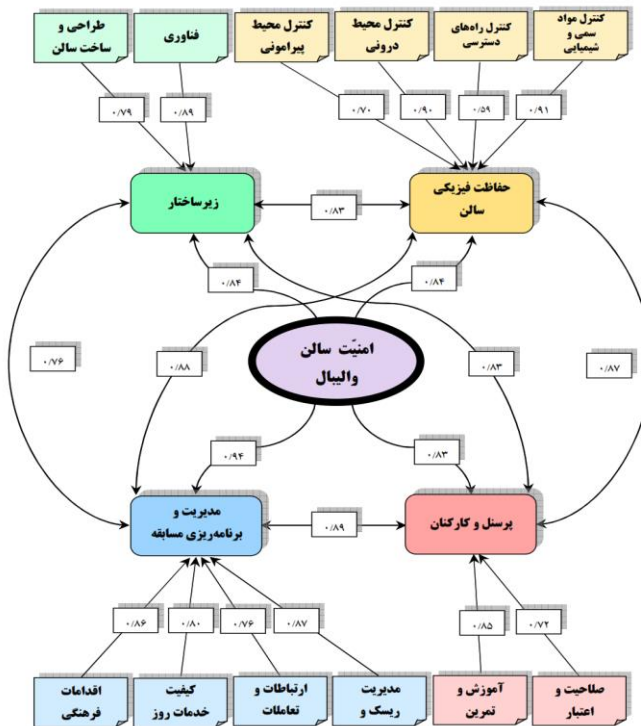 طراحی و
ساخت سالن
فناوری
کنترل محیط
پیرامونی
کنترل محیط
درونی
کنترل راه‌های
دسترسی
کنترل مواد
سمی و
شیمیایی
۰/۷۹
۰/۸۹
۰/۷۰
۰/۹۰
۰/۵۹
۰/۹۱
زیرساختار
۰/۸۳
حفاظت فیزیکی
سالن
۰/۸۴
۰/۸۴
امنیّت سالن
والیبال
۰/۷۶
۰/۸۸
۰/۸۳
۰/۸۷
۰/۹۴
۰/۸۳
مدیریت و
برنامه‌ریزی مسابقه
۰/۸۹
پرسنل و کارکنان
۰/۸۶
۰/۸۰
۰/۷۶
۰/۸۷
۰/۸۵
۰/۷۲
اقدامات
فرهنگی
کیفیت
خدمات روز
ارتباطات و
تعاملات
مدیریت
ریسک و
آموزش و
تمرین
صلاحیت و
اعتبار